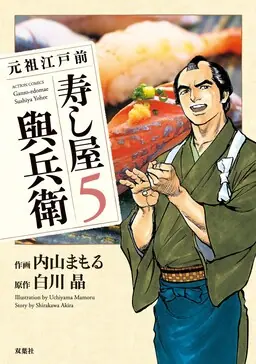 元祖江戸前
ACTION COMICS
Ganso-edomae
Sushiya Yohee
寿し屋
與兵衛
5
作画 内山まもる
原作 白川 晶
Illustration by Uchiyama Mamoru
Story by Shirakawa Akira
双葉社